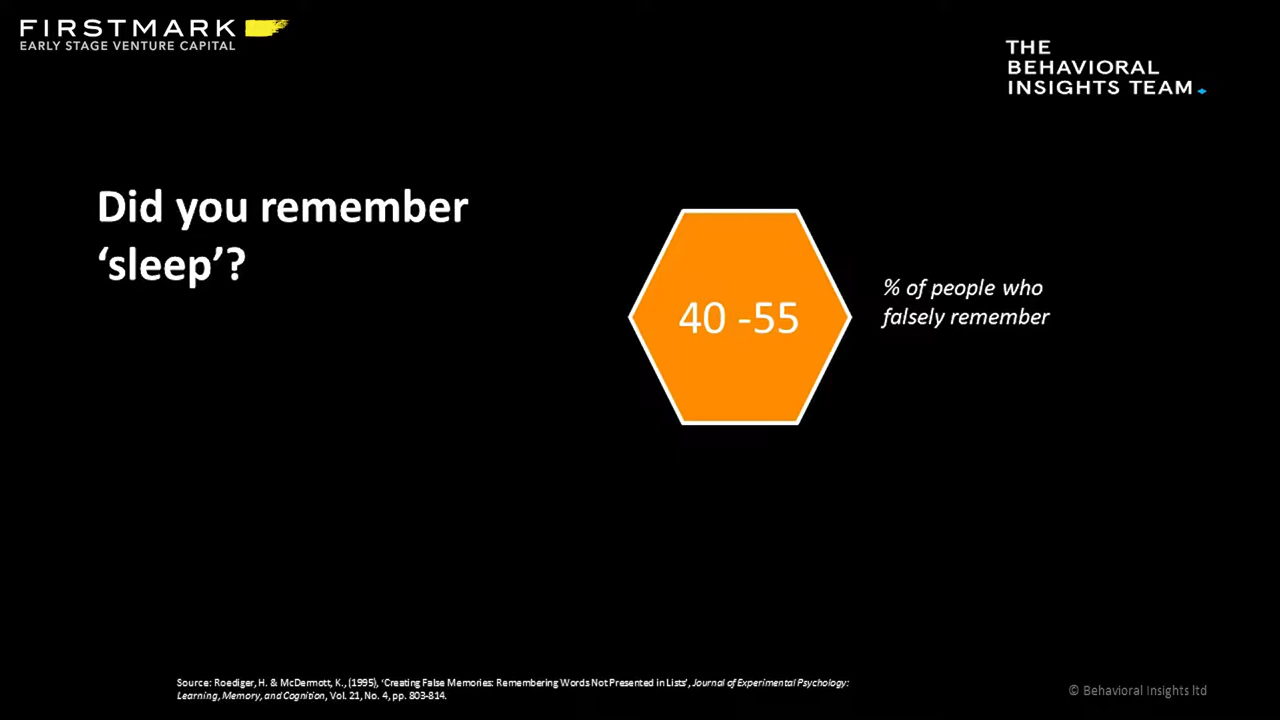 FIRSTMARK
EARLY STAGE VENTURE CAPITAL
THE
BEHAVIORAL
INSIGHTS TEAM
Did you remember
‘sleep’?
40 -55
% of people who
falsely remember
Source: Roediger, H. & McDermott, K., (1995), ‘Creating False Memories: Remembering Words Not Presented in Lists’, Journal of Experimental Psychology:
Learning, Memory, and Cognition, Vol. 21, No. 4, pp. 803-814.
© Behavioral Insights ltd